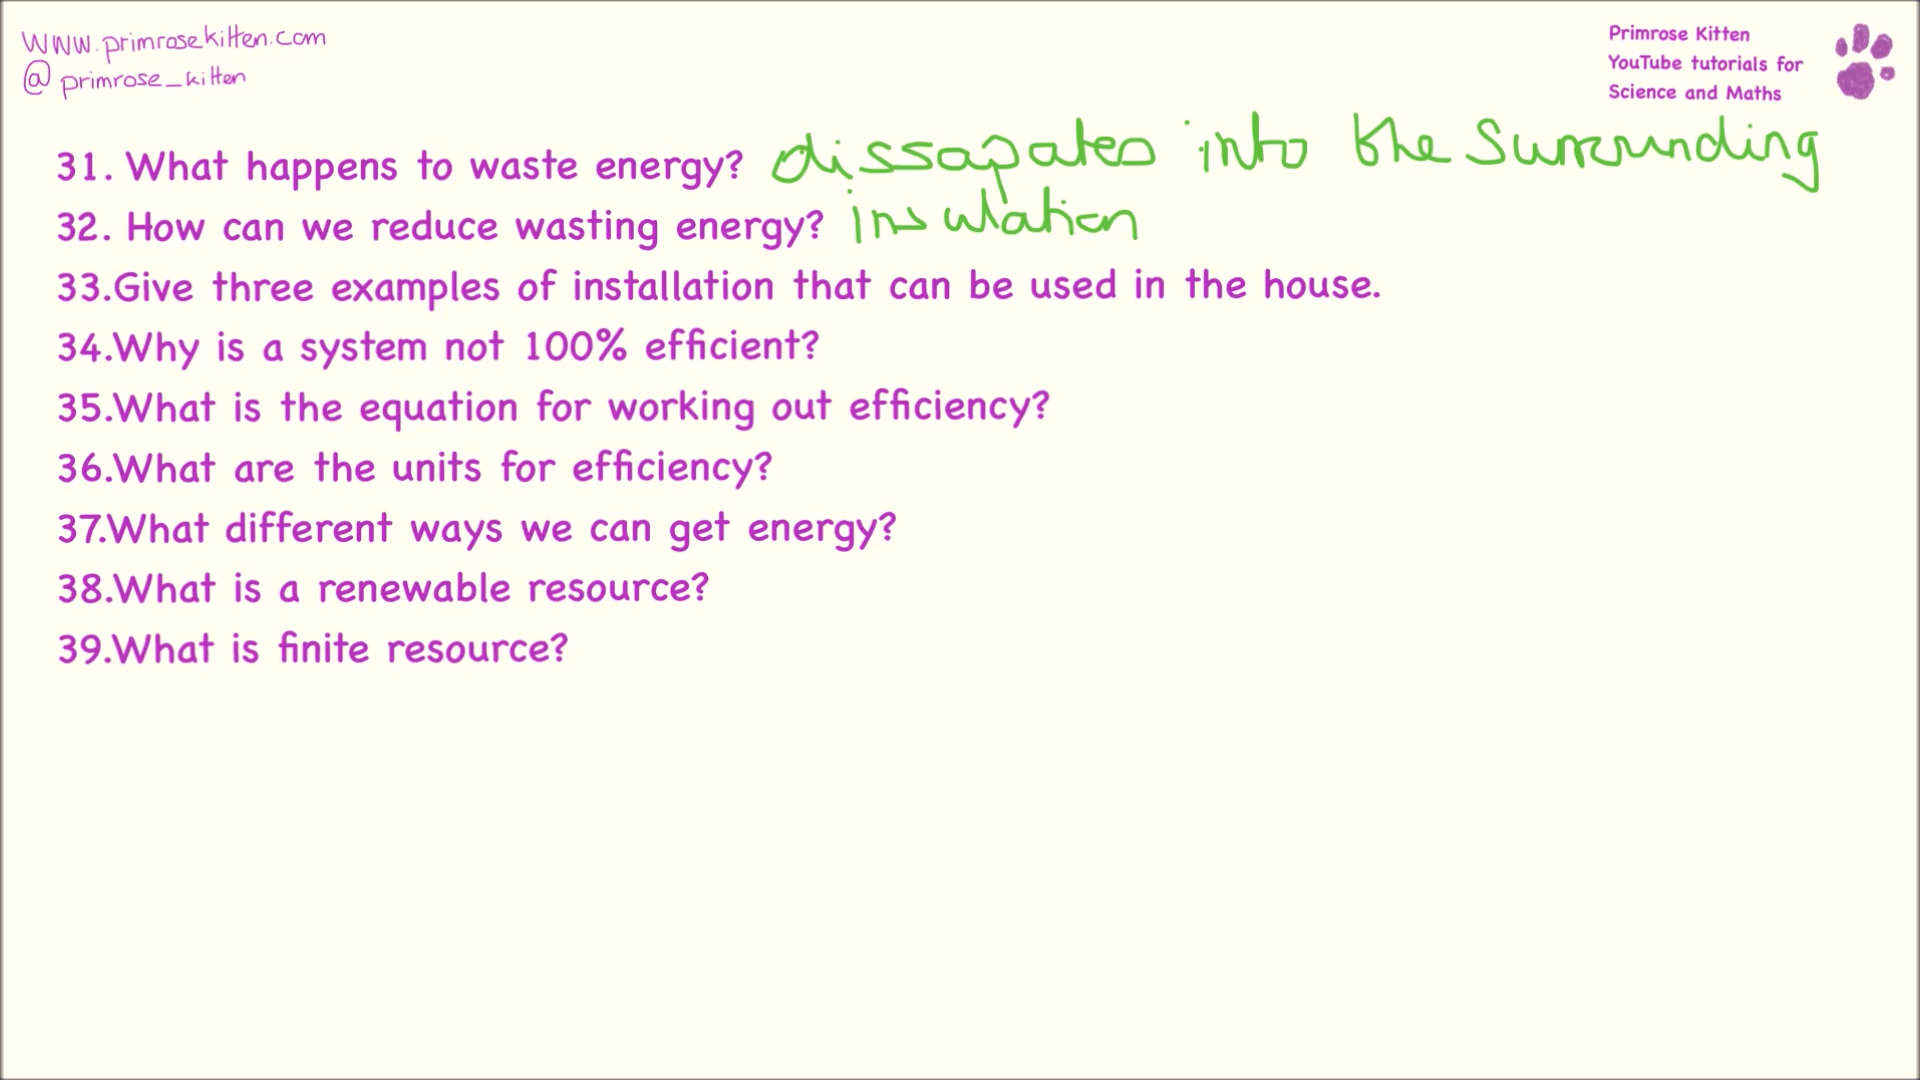 www.primrosekitten.com
@primrose_kitten
Primrose Kitten
YouTube tutorials for
Science and Maths
31. What happens to waste energy? dissapates into the surrounding
32. How can we reduce wasting energy? insulation
33.Give three examples of installation that can be used in the house.
34.Why is a system not 100% efficient?
35.What is the equation for working out efficiency?
36.What are the units for efficiency?
37.What different ways we can get energy?
38.What is a renewable resource?
39.What is finite resource?